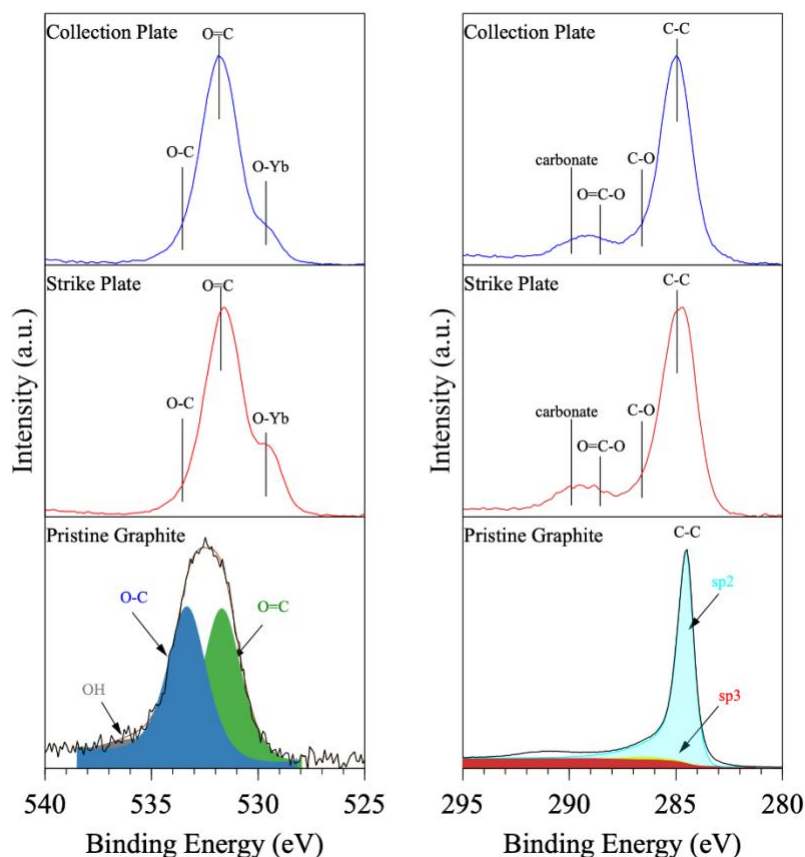 Collection Plate
O=C
O-C
O-Yb
Strike Plate
O=C
O-C
O-Yb
Pristine Graphite
O-C
O=C
OH
540
535
530
525
Binding Energy (eV)
Intensity (a.u.)
Collection Plate
C-C
carbonate
C-O
O=C-O
Strike Plate
C-C
carbonate
C-O
O=C-O
Pristine Graphite
C-C
sp2
sp3
295
290
285
280
Binding Energy (eV)
Intensity (a.u.)